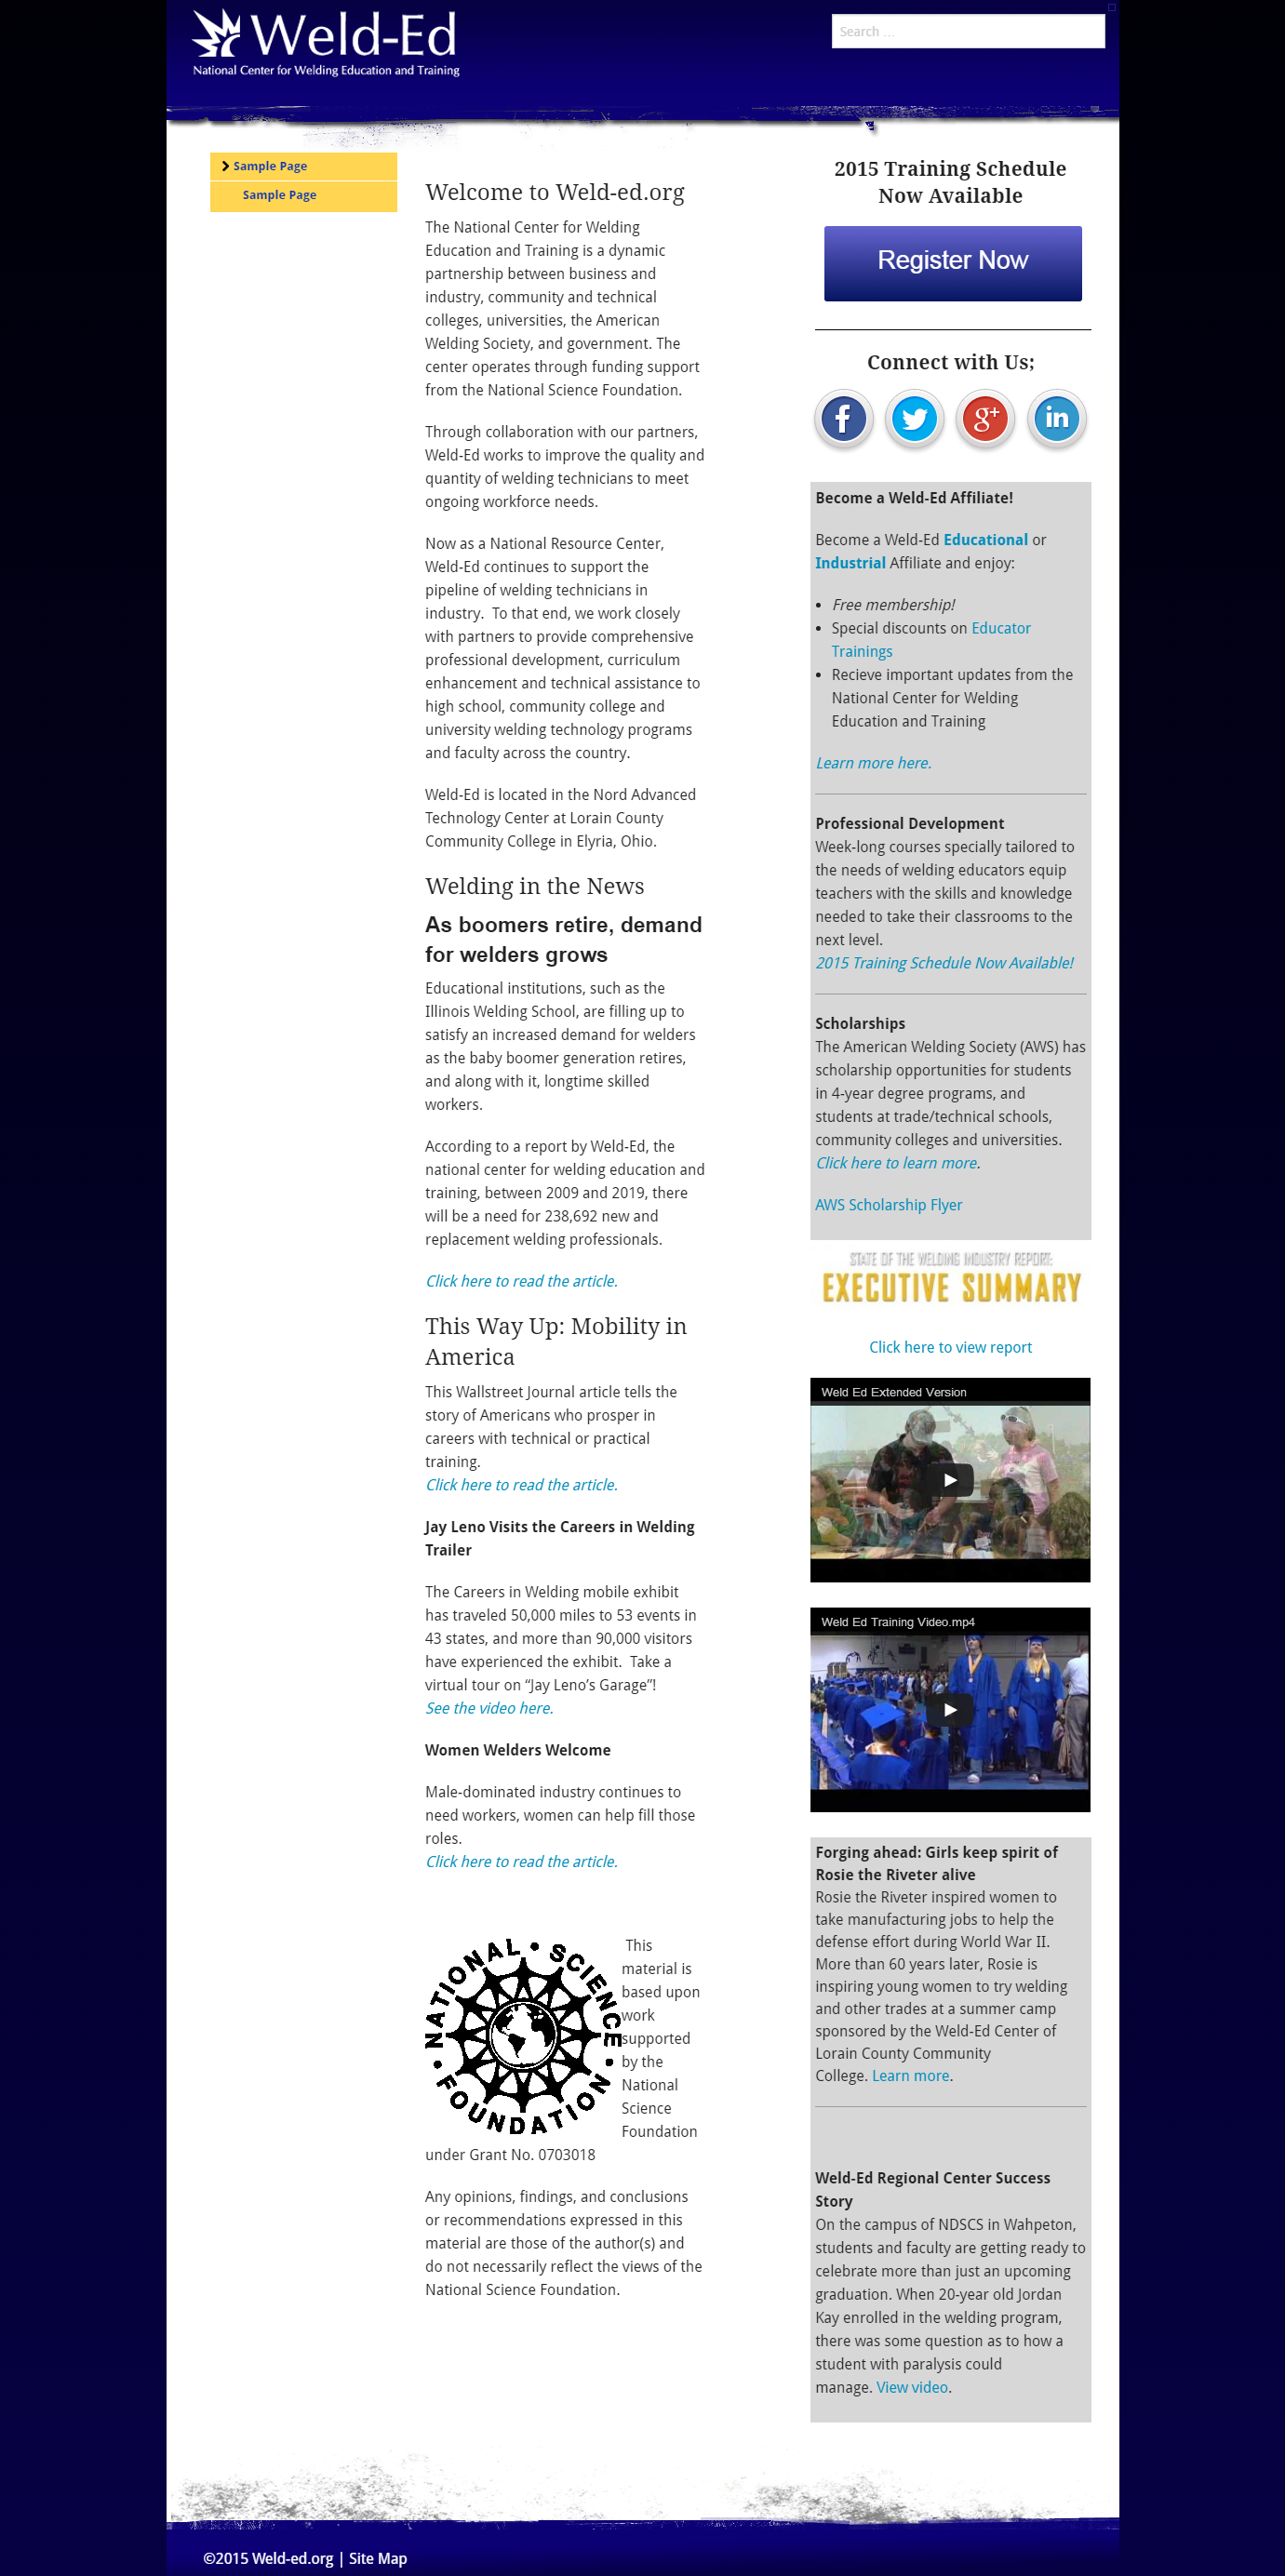 Weld-Ed
National Center for Welding Education and Training
Search ...
Sample Page
Sample Page
Welcome to Weld-ed.org
The National Center for Welding
Education and Training is a dynamic
partnership between business and
industry, community and technical
colleges, universities, the American
Welding Society, and government. The
center operates through funding support
from the National Science Foundation.
Through collaboration with our partners,
Weld-Ed works to improve the quality and
quantity of welding technicians to meet
ongoing workforce needs.
Now as a National Resource Center,
Weld-Ed continues to support the
pipeline of welding technicians in
industry.  To that end, we work closely
with partners to provide comprehensive
professional development, curriculum
enhancement and technical assistance to
high school, community college and
university welding technology programs
and faculty across the country.
Weld-Ed is located in the Nord Advanced
Technology Center at Lorain County
Community College in Elyria, Ohio.
Welding in the News
As boomers retire, demand
for welders grows
Educational institutions, such as the
Illinois Welding School, are filling up to
satisfy an increased demand for welders
as the baby boomer generation retires,
and along with it, longtime skilled
workers.
According to a report by Weld-Ed, the
national center for welding education and
training, between 2009 and 2019, there
will be a need for 238,692 new and
replacement welding professionals.
Click here to read the article.
This Way Up: Mobility in
America
This Wallstreet Journal article tells the
story of Americans who prosper in
careers with technical or practical
training.
Click here to read the article.
Jay Leno Visits the Careers in Welding
Trailer
The Careers in Welding mobile exhibit
has traveled 50,000 miles to 53 events in
43 states, and more than 90,000 visitors
have experienced the exhibit.  Take a
virtual tour on “Jay Leno’s Garage”!
See the video here.
Women Welders Welcome
Male-dominated industry continues to
need workers, women can help fill those
roles.
Click here to read the article.
NATIONAL SCIENCE FOUNDATION
This
material is
based upon
work
supported
by the
National
Science
Foundation
under Grant No. 0703018
Any opinions, findings, and conclusions
or recommendations expressed in this
material are those of the author(s) and
do not necessarily reflect the views of the
National Science Foundation.
2015 Training Schedule
Now Available
Register Now
Connect with Us;
f
g+
in
Become a Weld-Ed Affiliate!
Become a Weld-Ed Educational or
Industrial Affiliate and enjoy:
• Free membership!
• Special discounts on Educator
Trainings
• Recieve important updates from the
National Center for Welding
Education and Training
Learn more here.
Professional Development
Week-long courses specially tailored to
the needs of welding educators equip
teachers with the skills and knowledge
needed to take their classrooms to the
next level.
2015 Training Schedule Now Available!
Scholarships
The American Welding Society (AWS) has
scholarship opportunities for students
in 4-year degree programs, and
students at trade/technical schools,
community colleges and universities.
Click here to learn more.
AWS Scholarship Flyer
STATE OF THE WELDING INDUSTRY REPORT:
EXECUTIVE SUMMARY
Click here to view report
Weld Ed Extended Version
Weld Ed Training Video.mp4
Forging ahead: Girls keep spirit of
Rosie the Riveter alive
Rosie the Riveter inspired women to
take manufacturing jobs to help the
defense effort during World War II.
More than 60 years later, Rosie is
inspiring young women to try welding
and other trades at a summer camp
sponsored by the Weld-Ed Center of
Lorain County Community
College. Learn more.
Weld-Ed Regional Center Success
Story
On the campus of NDSCS in Wahpeton,
students and faculty are getting ready to
celebrate more than just an upcoming
graduation. When 20-year old Jordan
Kay enrolled in the welding program,
there was some question as to how a
student with paralysis could
manage. View video.
©2015 Weld-ed.org | Site Map